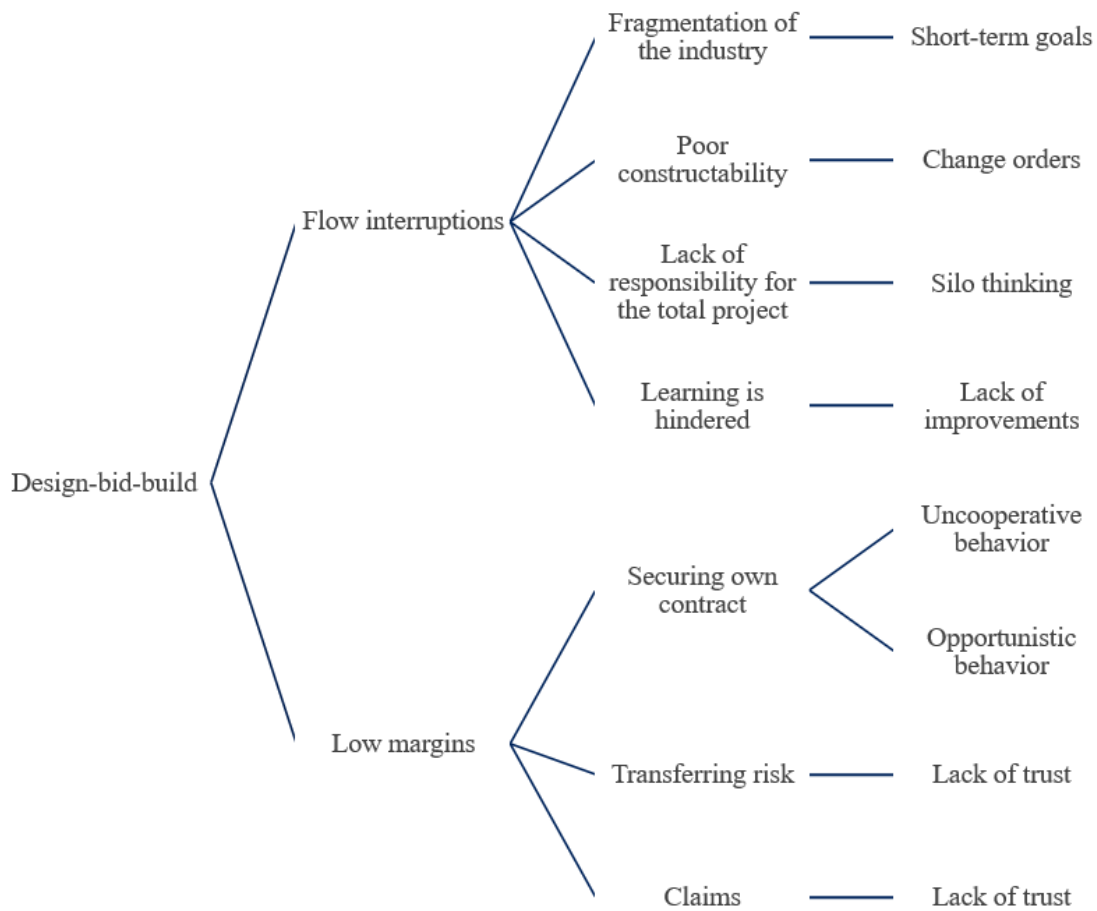 Fragmentation of
the industry
Short-term goals
Poor
constructability
Change orders
Flow interruptions
Lack of
responsibility for
the total project
Silo thinking
Learning is
hindered
Lack of
improvements
Design-bid-build
Uncooperative
behavior
Securing own
contract
Opportunistic
behavior
Low margins
Transferring risk
Lack of trust
Claims
Lack of trust